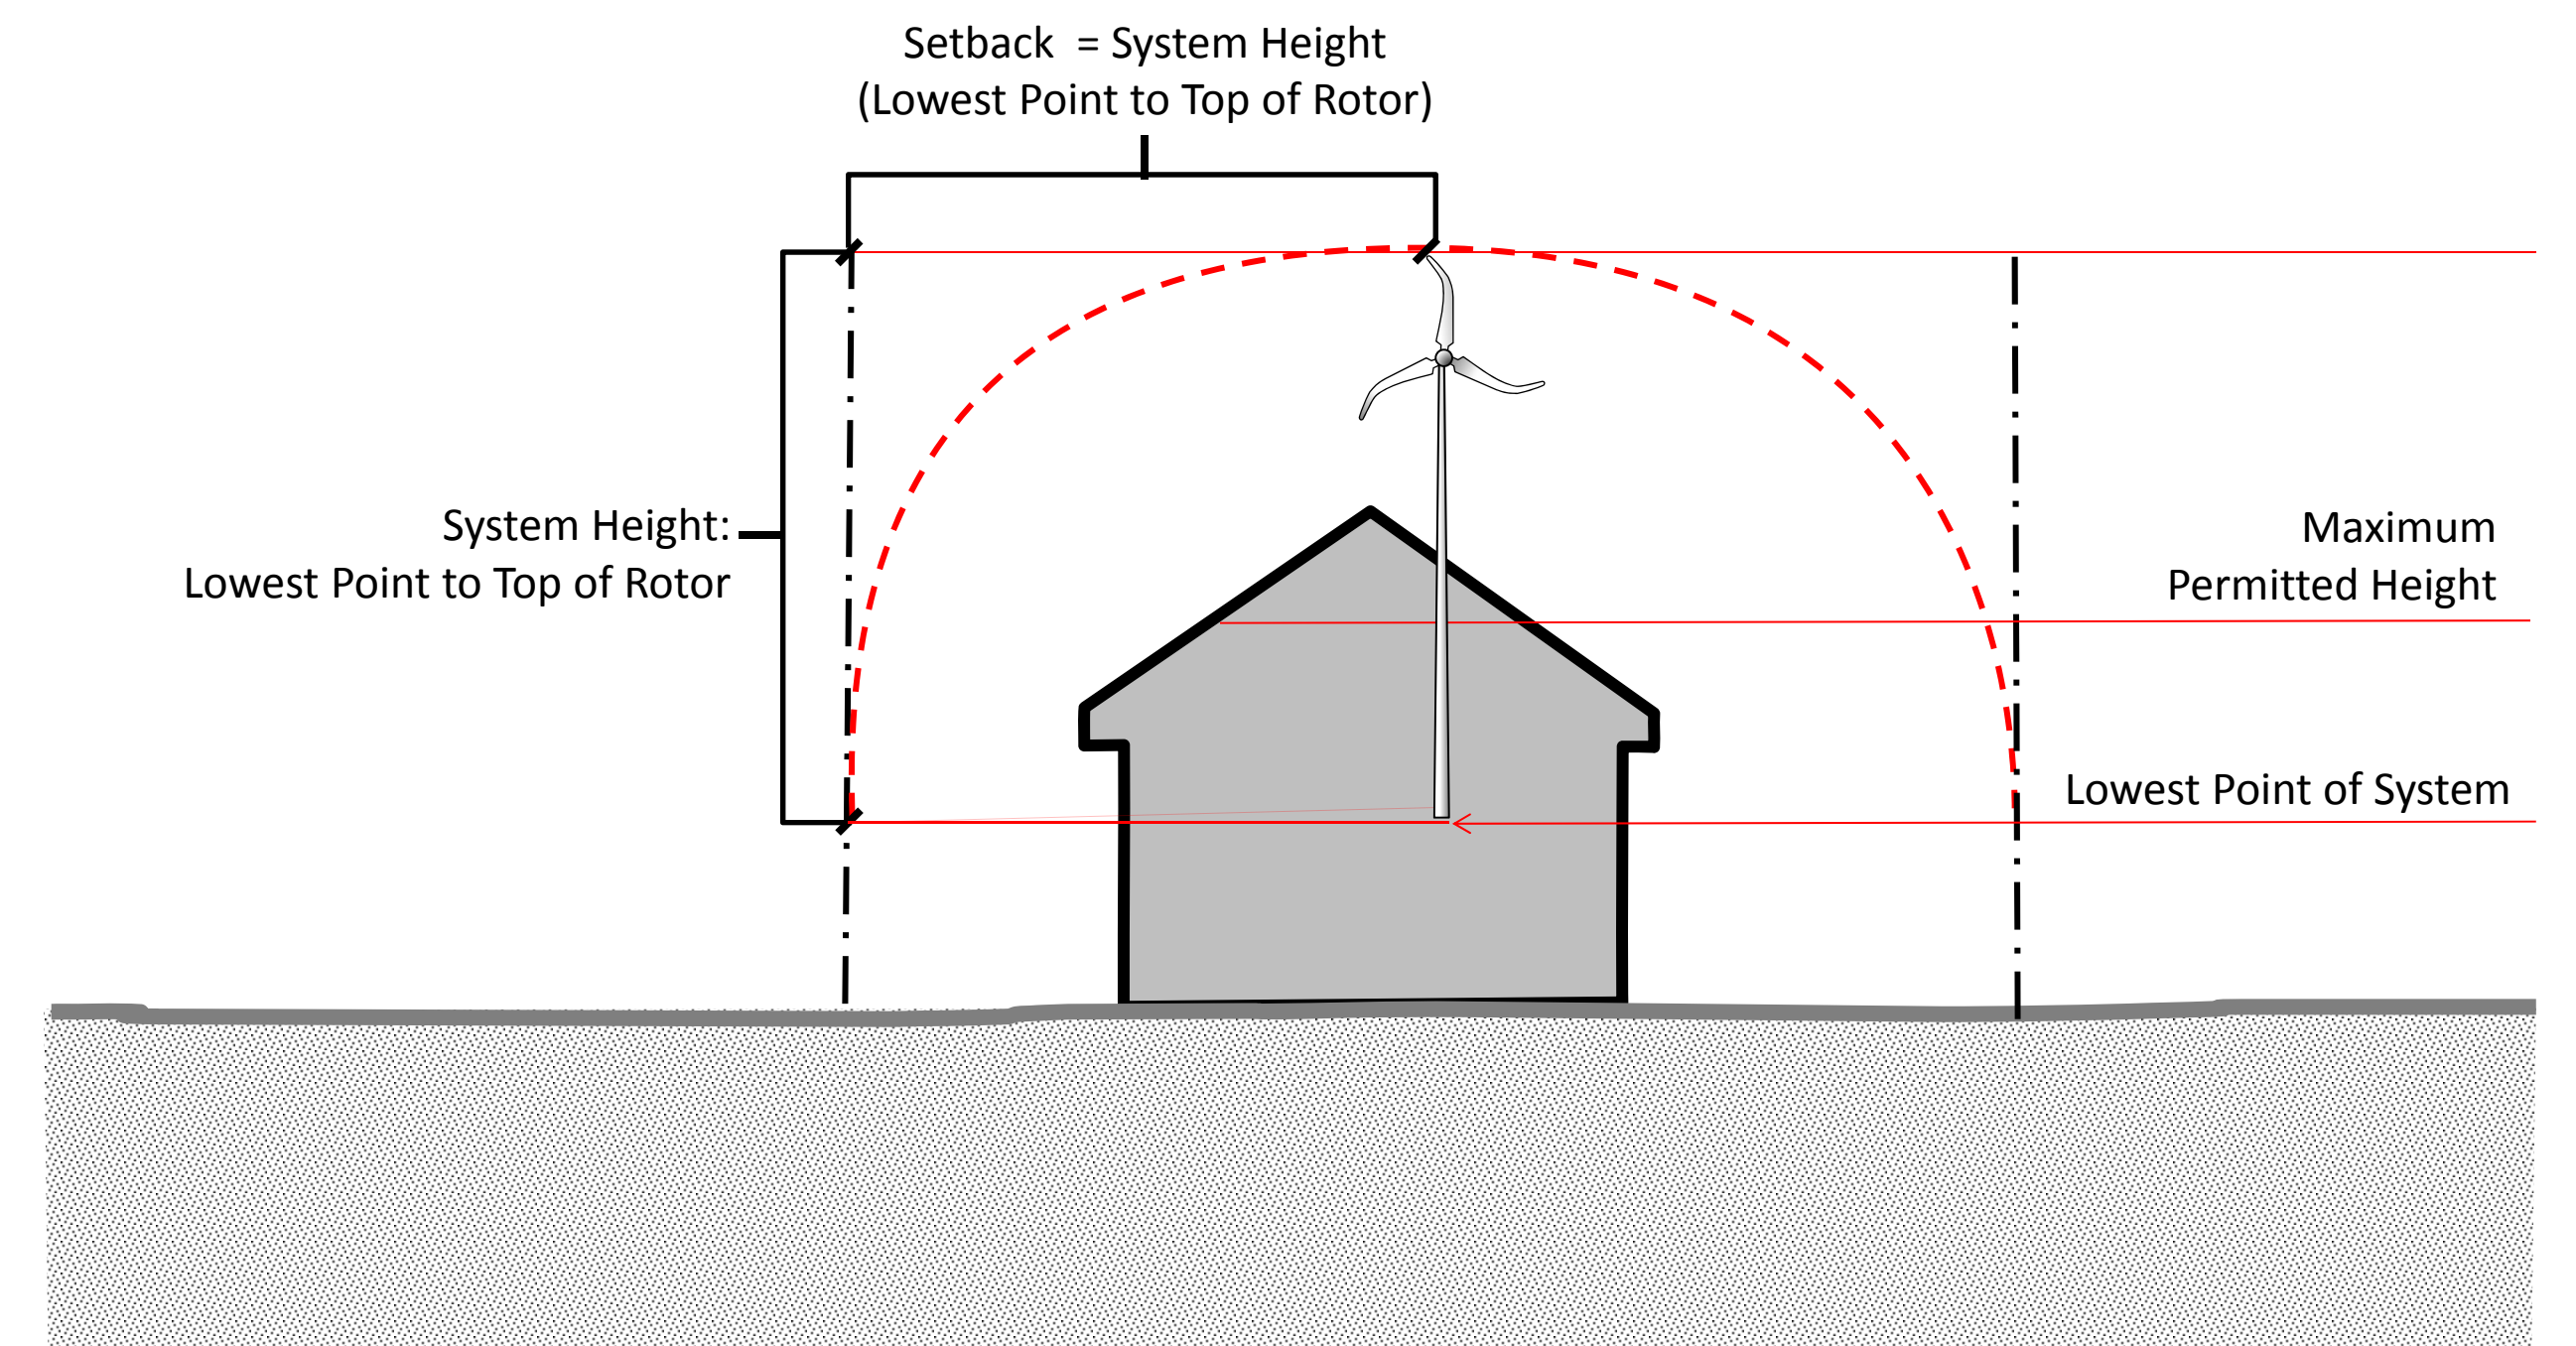 Setback  = System Height
(Lowest Point to Top of Rotor)
System Height:
Lowest Point to Top of Rotor
Maximum
Permitted Height
Lowest Point of System